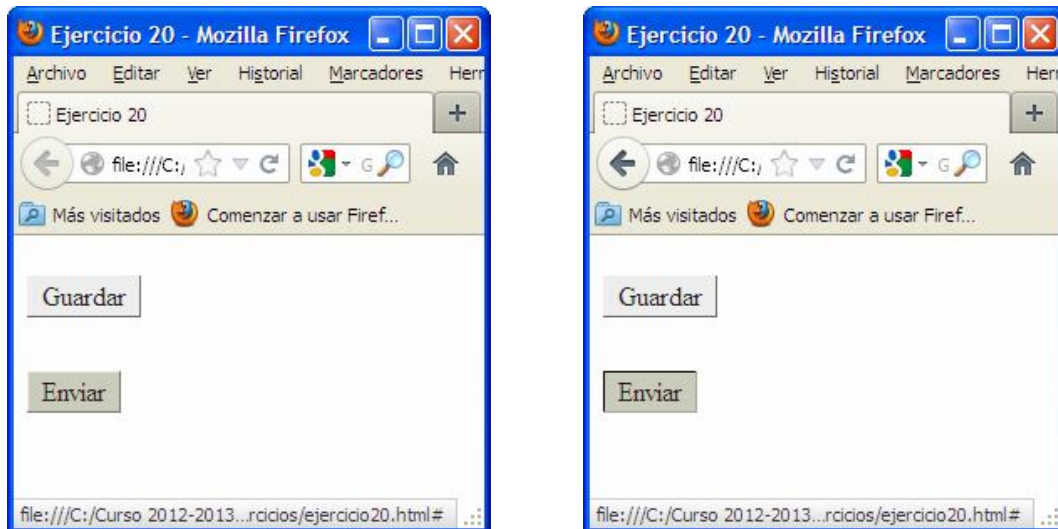 Ejercicio 20 - Mozilla Firefox
Archivo Editar Ver Historial Marcadores Herr
Ejercicio 20
file:///C:/ G
Más visitados Comenzar a usar Firef...
Guardar
Enviar
file:///C:/Curso 2012-2013...rcicios/ejercicio20.html#
Ejercicio 20 - Mozilla Firefox
Archivo Editar Ver Historial Marcadores Herr
Ejercicio 20
file:///C:/ G
Más visitados Comenzar a usar Firef...
Guardar
Enviar
file:///C:/Curso 2012-2013...rcicios/ejercicio20.html#